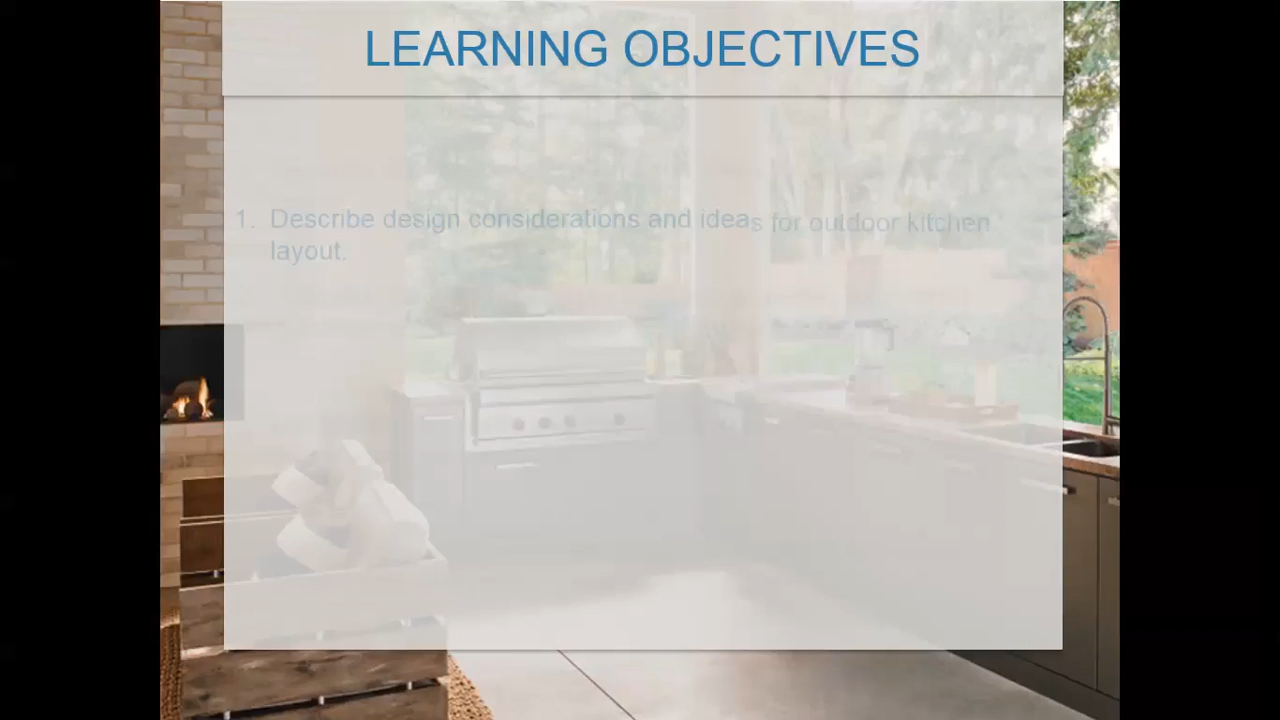 LEARNING OBJECTIVES
1. Describe design considerations and ideas for outdoor kitchen
layout.